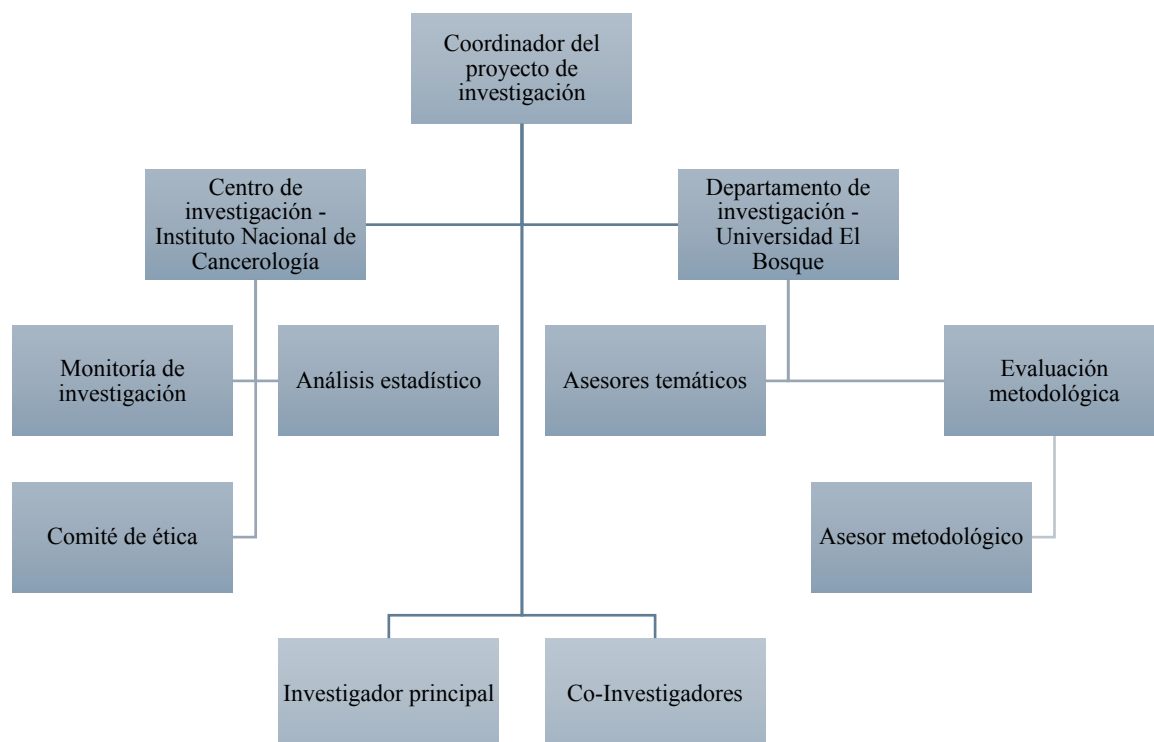 Coordinador del
proyecto de
investigación
Centro de
investigación -
Instituto Nacional de
Cancerología
Departamento de
investigación -
Universidad El
Bosque
Monitoría de
investigación
Análisis estadístico
Asesores temáticos
Evaluación
metodológica
Comité de ética
Asesor metodológico
Investigador principal
Co-Investigadores